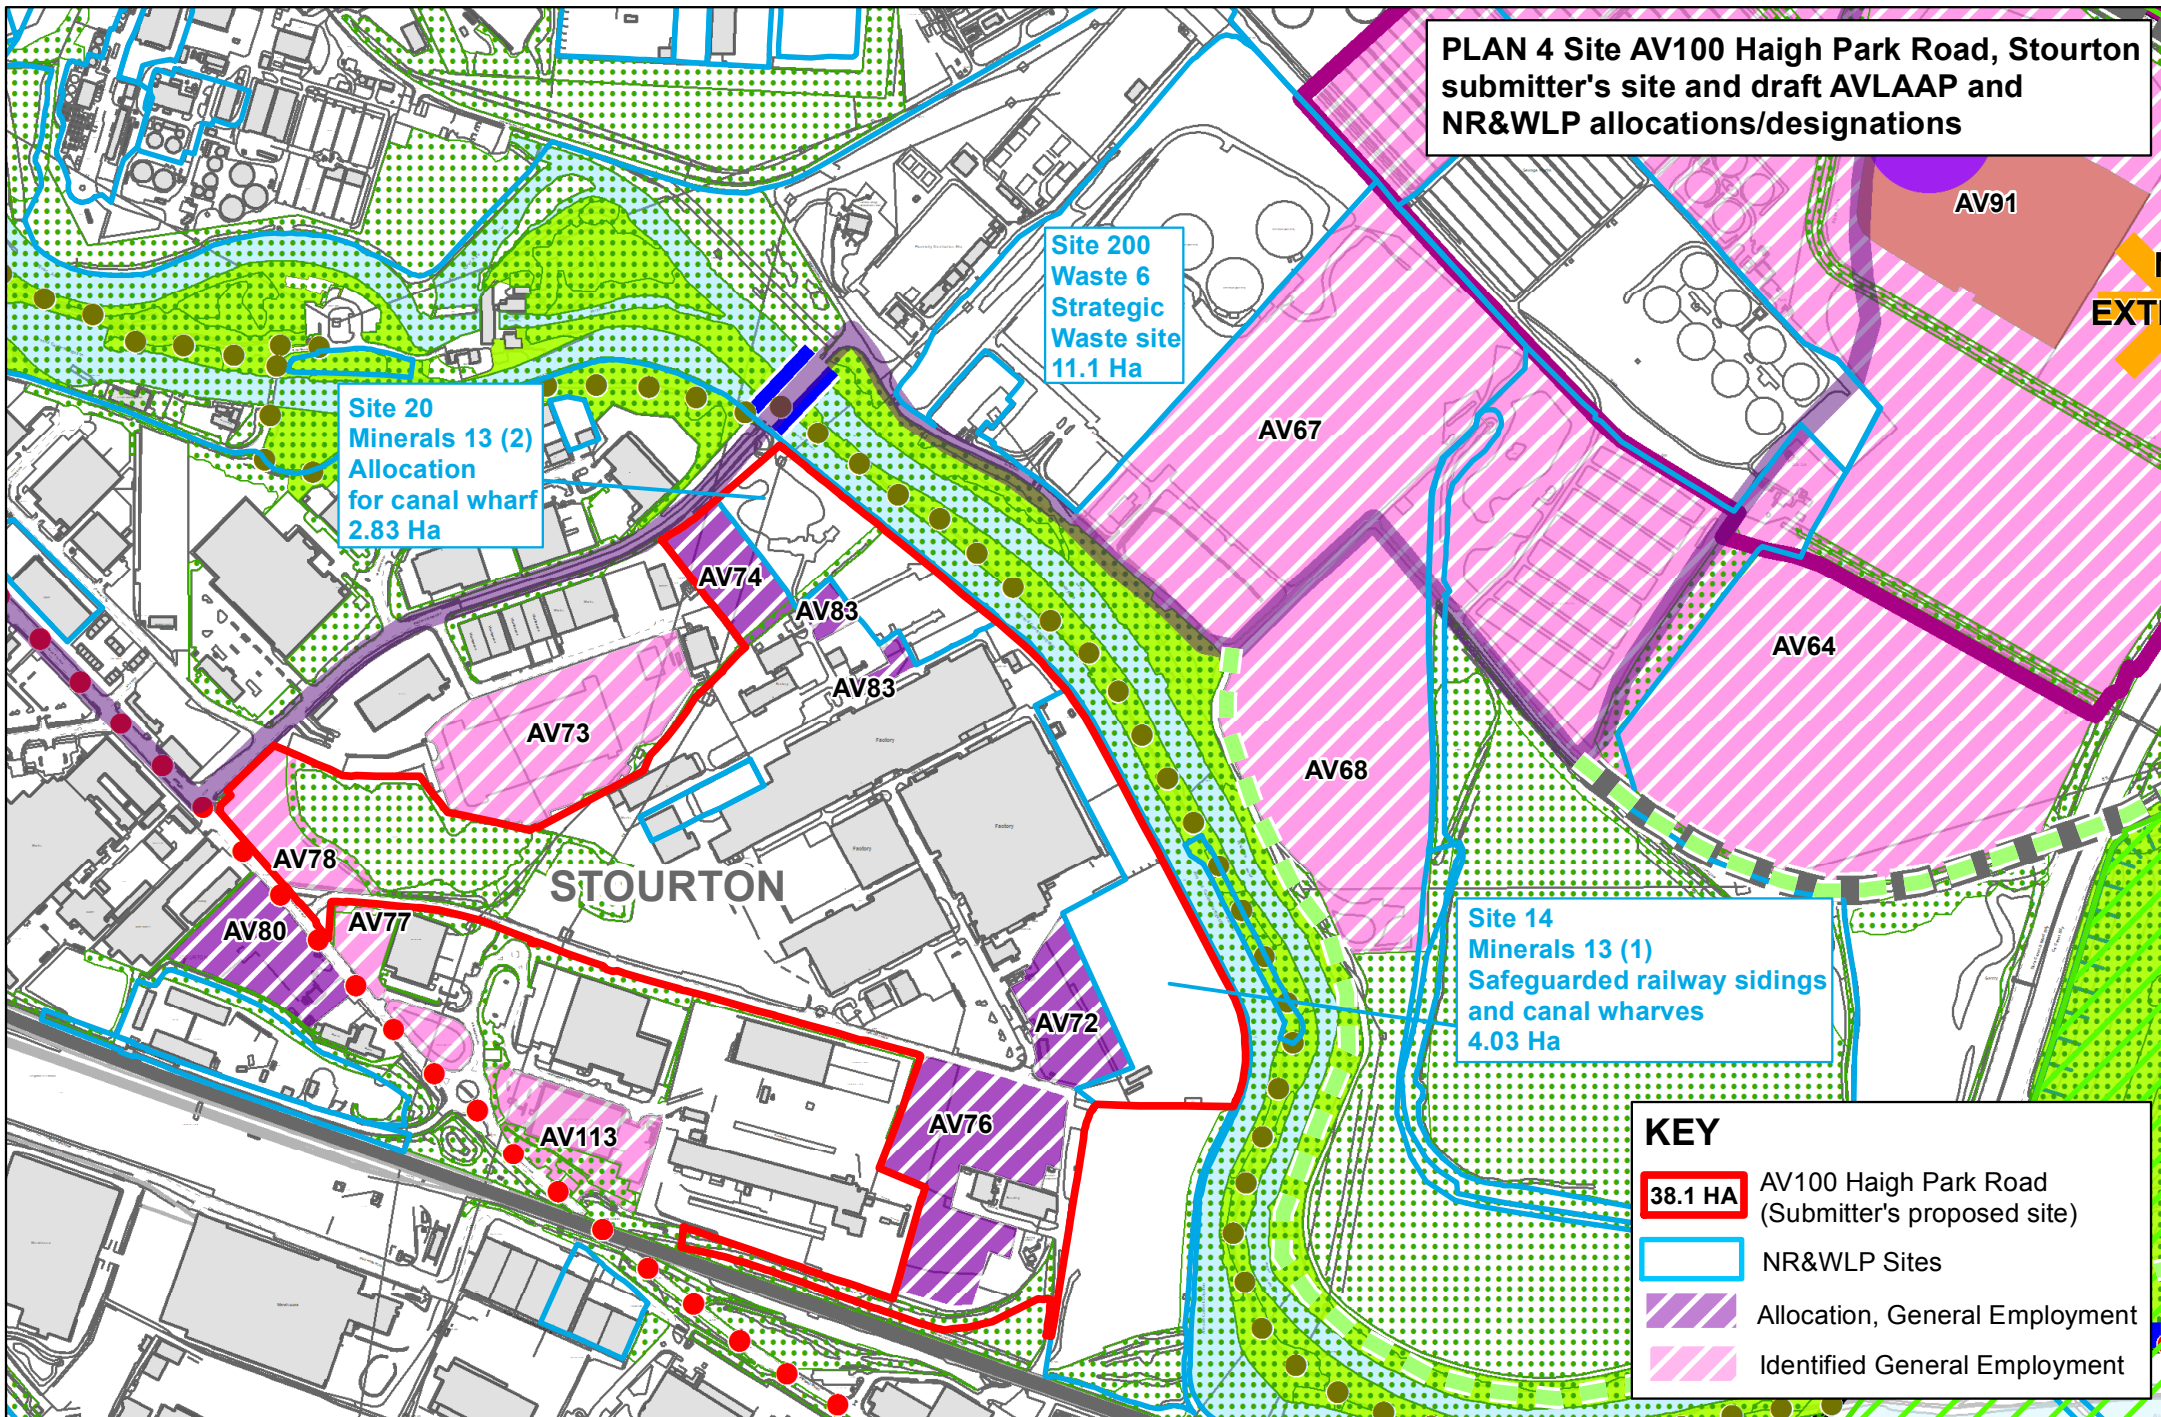 PLAN 4 Site AV100 Haigh Park Road, Stourton
submitter's site and draft AVLAAP and
NR&WLP allocations/designations
AV91
EXTE
Site 200
Waste 6
Strategic
Waste site
11.1 Ha
Site 20
Minerals 13 (2)
Allocation
for canal wharf
2.83 Ha
AV67
AV74
AV83
AV83
AV64
AV73
AV68
Factory
Factory
Factory
AV78
STOURTON
AV80
AV77
Site 14
Minerals 13 (1)
Safeguarded railway sidings
and canal wharves
4.03 Ha
AV72
AV76
AV113
KEY
38.1 HA
AV100 Haigh Park Road
(Submitter's proposed site)
NR&WLP Sites
Allocation, General Employment
Identified General Employment